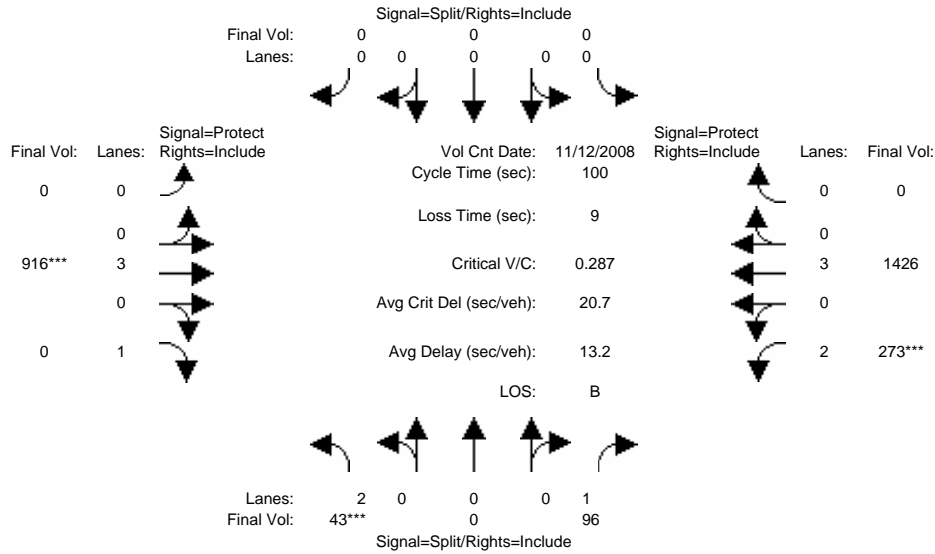 Signal=Split/Rights=Include
Final Vol: 0 0 0
Lanes: 0 0 0 0 0
Signal=Protect Signal=Protect
Final Vol: Lanes: Rights=Include Vol Cnt Date: 11/12/2008 Rights=Include Lanes: Final Vol:
Cycle Time (sec): 100
0 0 0 0
Loss Time (sec): 9
0 0
916*** 3 Critical V/C: 0.287 3 1426
0 Avg Crit Del (sec/veh): 20.7 0
0 1 Avg Delay (sec/veh): 13.2 2 273***
LOS: B
Lanes: 2 0 0 0 1
Final Vol: 43*** 0 96
Signal=Split/Rights=Include